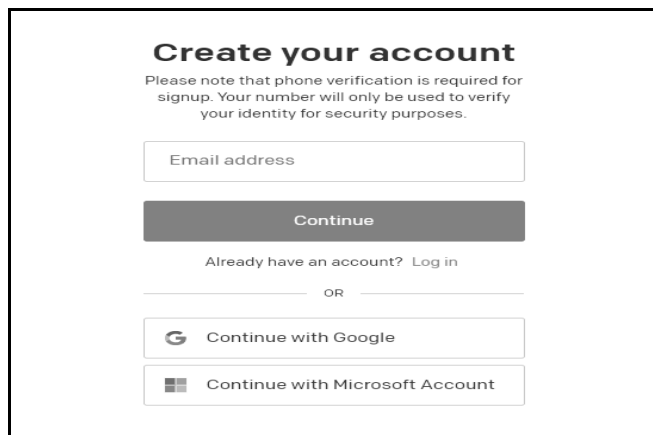 Create your account
Please note that phone verification is required for
signup. Your number will only be used to verify
your identity for security purposes.
Email address
Continue
Already have an account? Log in
OR
Continue with Google
Continue with Microsoft Account